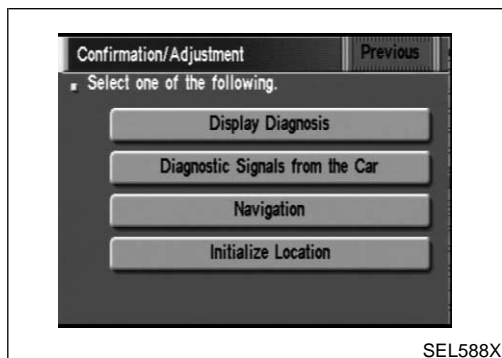 Confirmation/Adjustment
Previous
Select one of the following.
Display Diagnosis
Diagnostic Signals from the Car
Navigation
Initialize Location
SEL588X